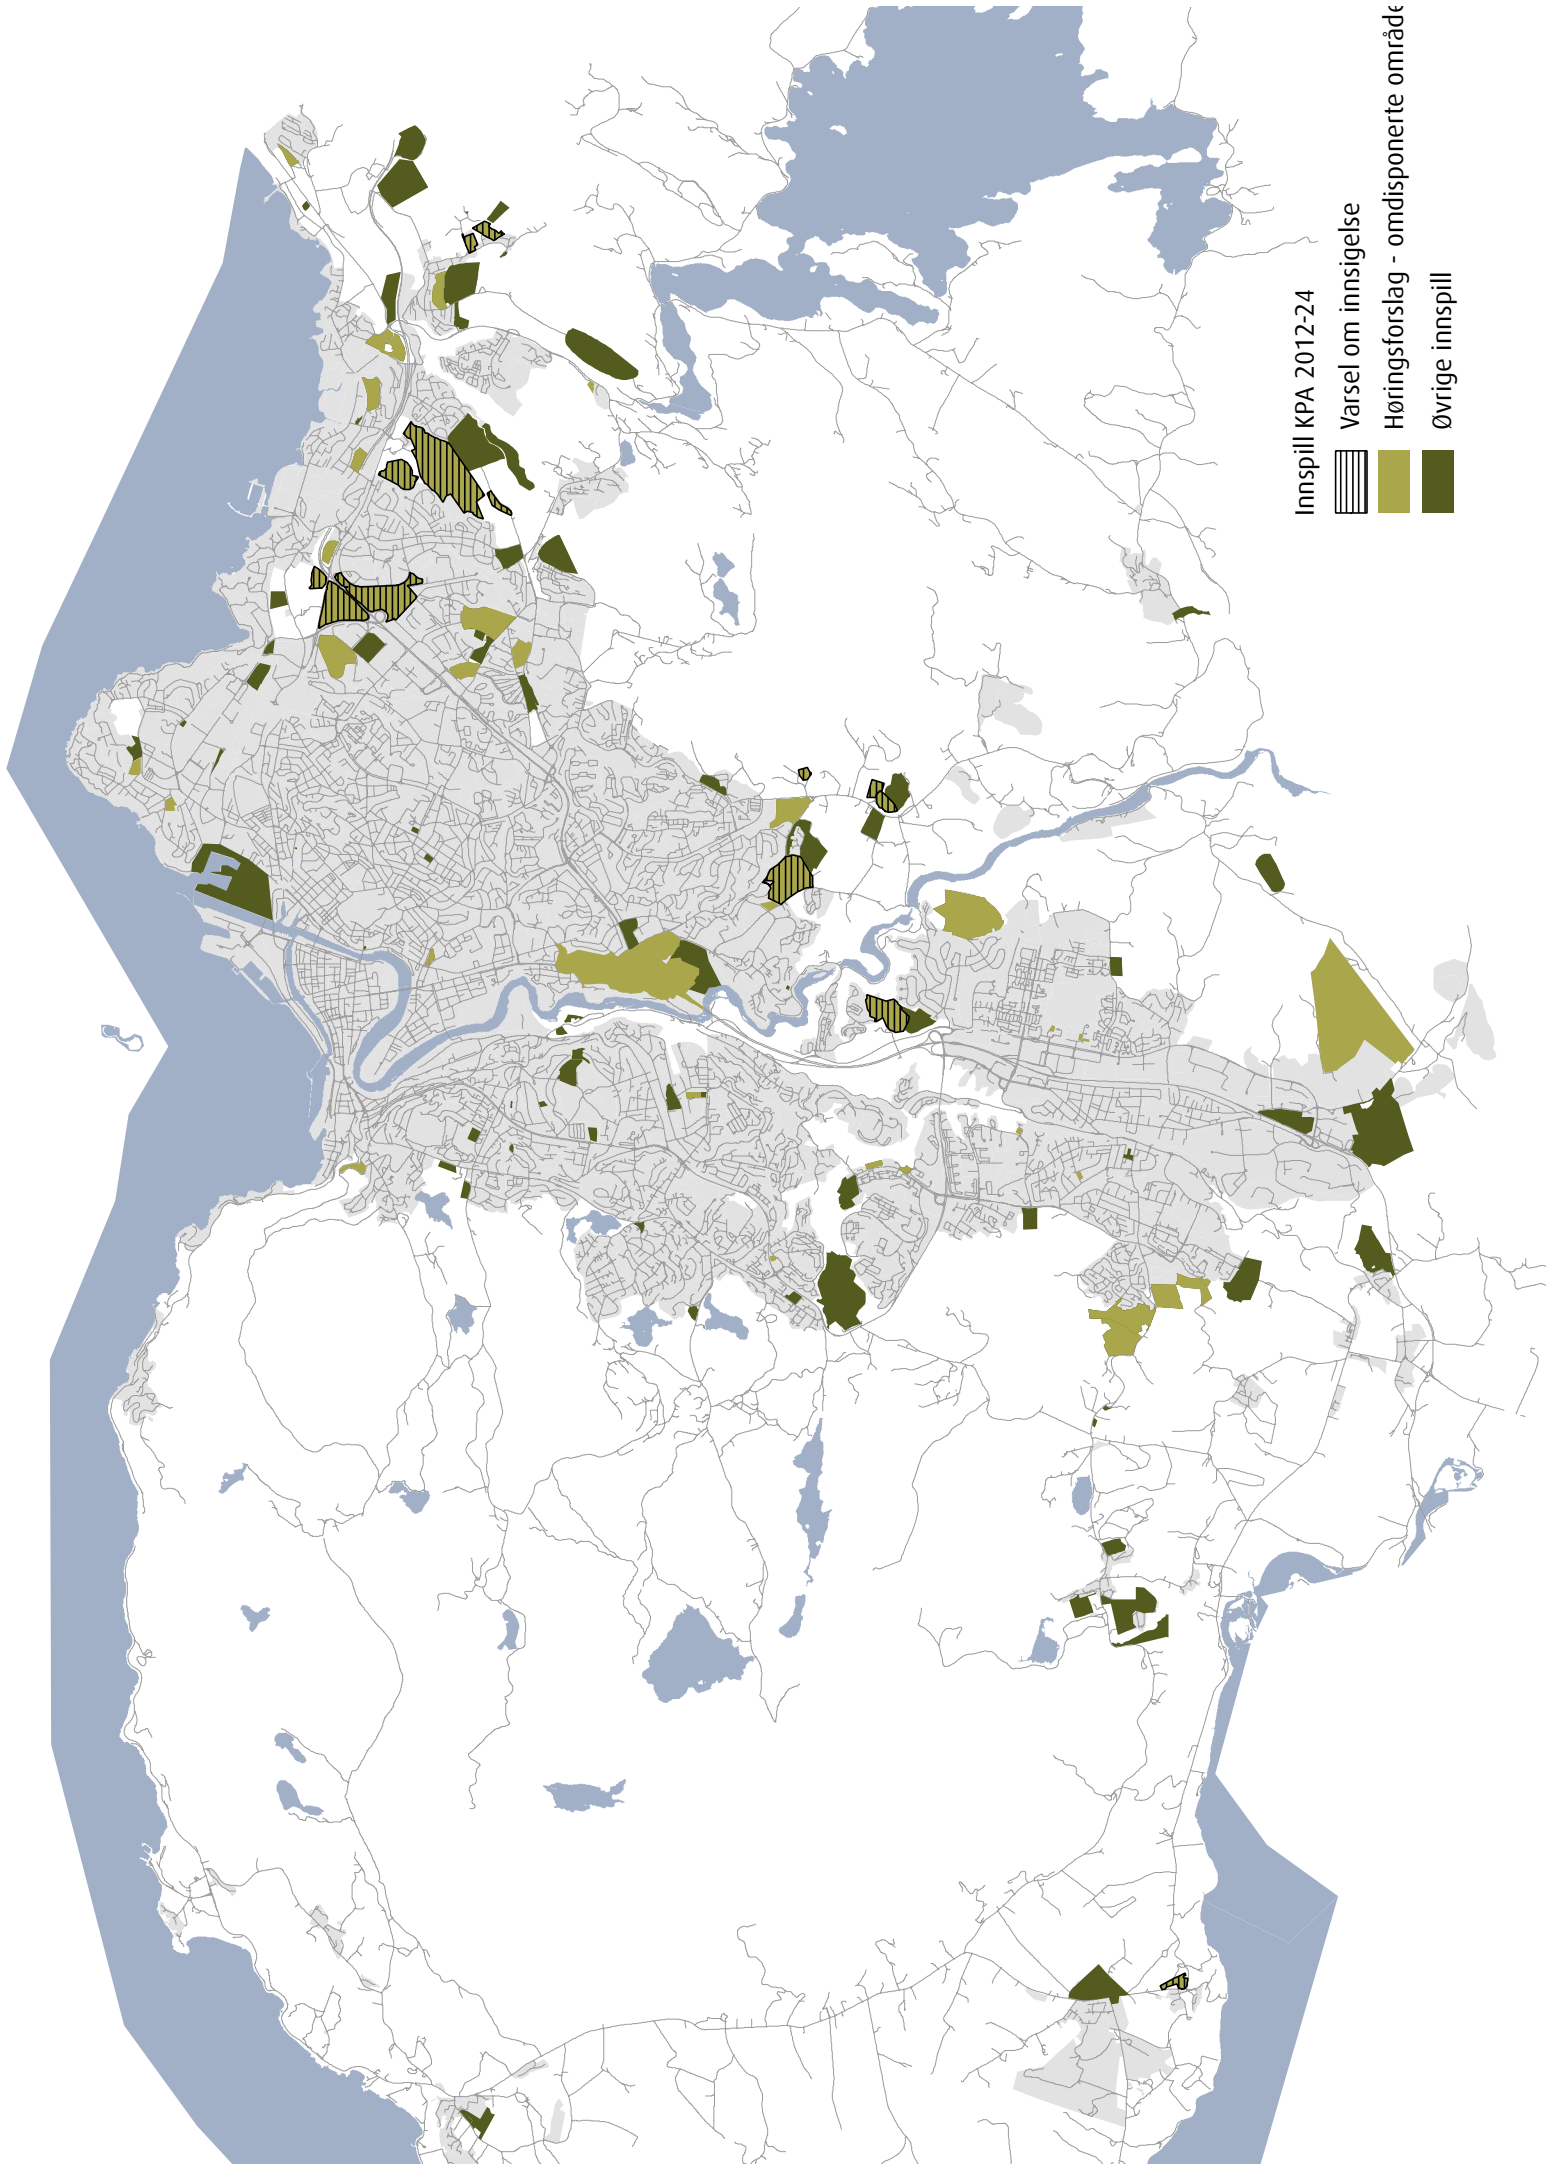 Innspill KPA 2012-24
Varsel om innsigelse
Høringsforslag - omdisponerte område
Øvrige innspill